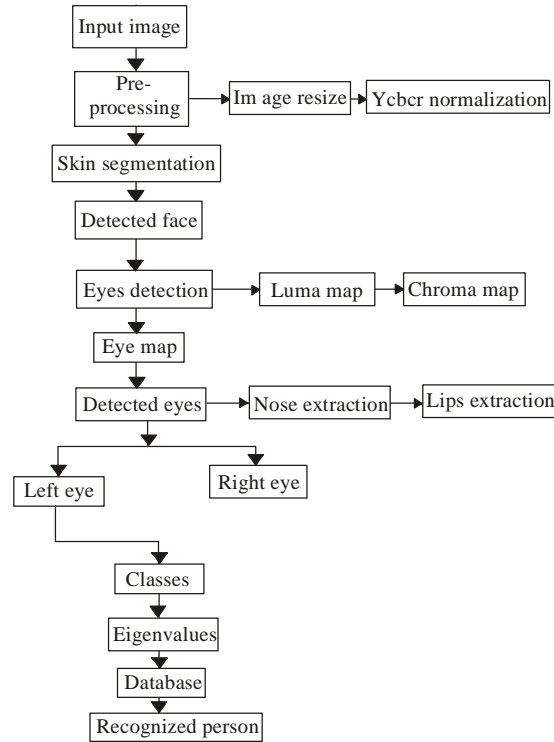 Input image
Pre-
processing
Im age resize
Ycbcr normalization
Skin segmentation
Detected face
Eyes detection
Luma map
Chroma map
Eye map
Detected eyes
Nose extraction
Lips extraction
Left eye
Right eye
Classes
Eigenvalues
Database
Recognized person